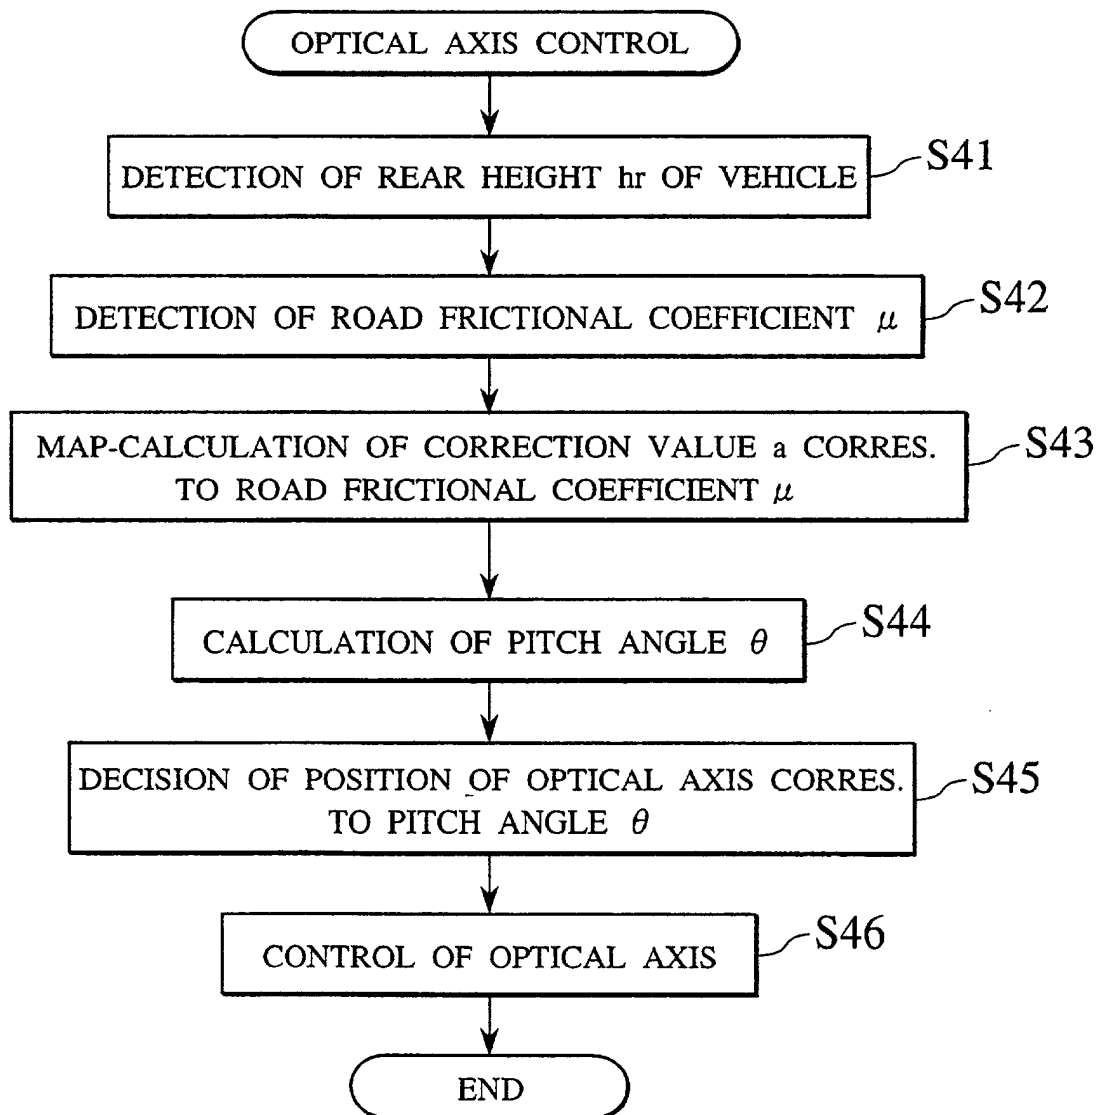 OPTICAL AXIS CONTROL
DETECTION OF REAR HEIGHT hr OF VEHICLE
S41
DETECTION OF ROAD FRICTIONAL COEFFICIENT μ
S42
MAP-CALCULATION OF CORRECTION VALUE a CORRES.
TO ROAD FRICTIONAL COEFFICIENT μ
S43
CALCULATION OF PITCH ANGLE θ
S44
DECISION OF POSITION OF OPTICAL AXIS CORRES.
TO PITCH ANGLE θ
S45
CONTROL OF OPTICAL AXIS
S46
END